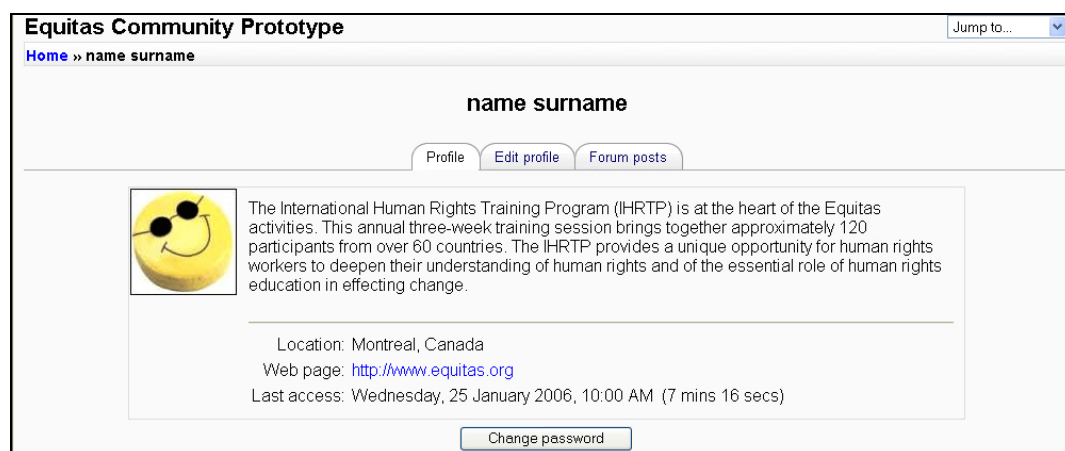 Equitas Community Prototype
Jump to...
Home » name surname
name surname
Profile
Edit profile
Forum posts
The International Human Rights Training Program (IHRTP) is at the heart of the Equitas
activities. This annual three-week training session brings together approximately 120
participants from over 60 countries. The IHRTP provides a unique opportunity for human rights
workers to deepen their understanding of human rights and of the essential role of human rights
education in effecting change.
Location: Montreal, Canada
Web page: http://www.equitas.org
Last access: Wednesday, 25 January 2006, 10:00 AM (7 mins 16 secs)
Change password